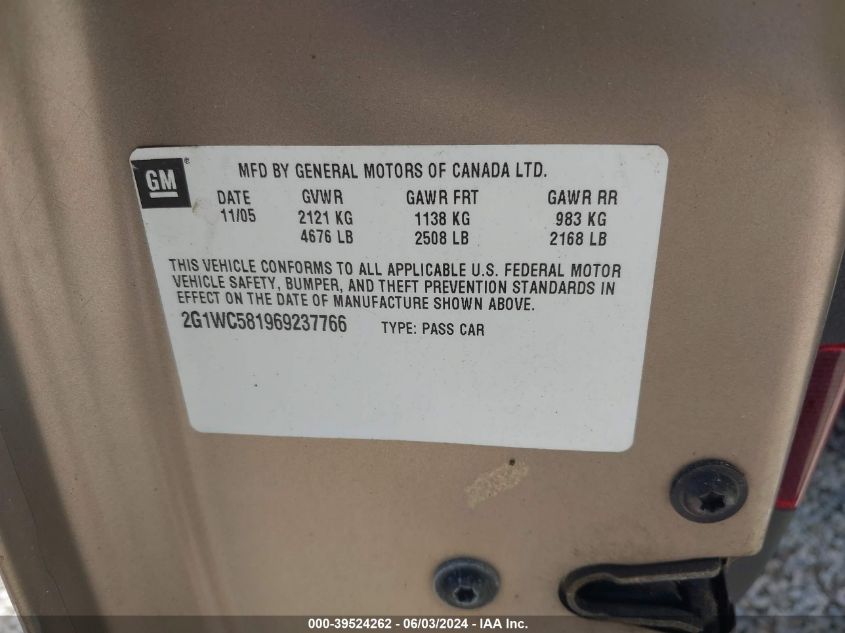 GM®
MFD BY GENERAL MOTORS OF CANADA LTD.
DATE GVWR GAWR FRT GAWR RR
11/05 2121 KG 1138 KG 983 KG
4676 LB 2508 LB 2168 LB
THIS VEHICLE CONFORMS TO ALL APPLICABLE U.S. FEDERAL MOTOR
VEHICLE SAFETY, BUMPER, AND THEFT PREVENTION STANDARDS IN
EFFECT ON THE DATE OF MANUFACTURE SHOWN ABOVE.
2G1WC581969237766 TYPE: PASS CAR
000-39524262 - 06/03/2024 - IAA Inc.